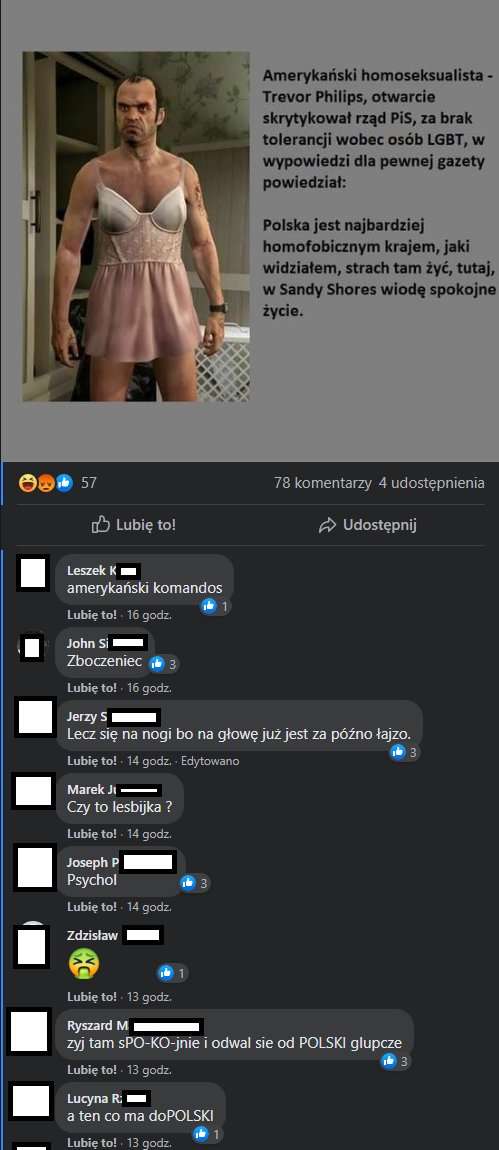 Amerykański homoseksualista -
Trevor Philips, otwarcie
skrytykował rząd PiS, za brak
tolerancji wobec osób LGBT, w
wypowiedzi dla pewnej gazety
powiedział:
Polska jest najbardziej
homofobicznym krajem, jaki
widziałem, strach tam żyć, tutaj,
w Sandy Shores wiodę spokojne
życie.
57
78 komentarzy 4 udostępnienia
Lubię to! Udostępnij
Leszek K
amerykański komandos
1
Lubię to! · 16 godz.
John Si
Zboczeniec
3
Lubię to! · 16 godz.
Jerzy S
Lecz się na nogi bo na głowę już jest za późno łajzo.
3
Lubię to! · 14 godz. · Edytowano
Marek Ju
Czy to lesbijka ?
Lubię to! · 14 godz.
Joseph P
Psychol
3
Lubię to! · 14 godz.
Zdzisław
1
Lubię to! · 13 godz.
Ryszard M
zyj tam sPO-KO-jnie i odwal sie od POLSKI glupcze
3
Lubię to! · 13 godz.
Lucyna R
a ten co ma doPOLSKI
1
Lubię to! · 13 godz.